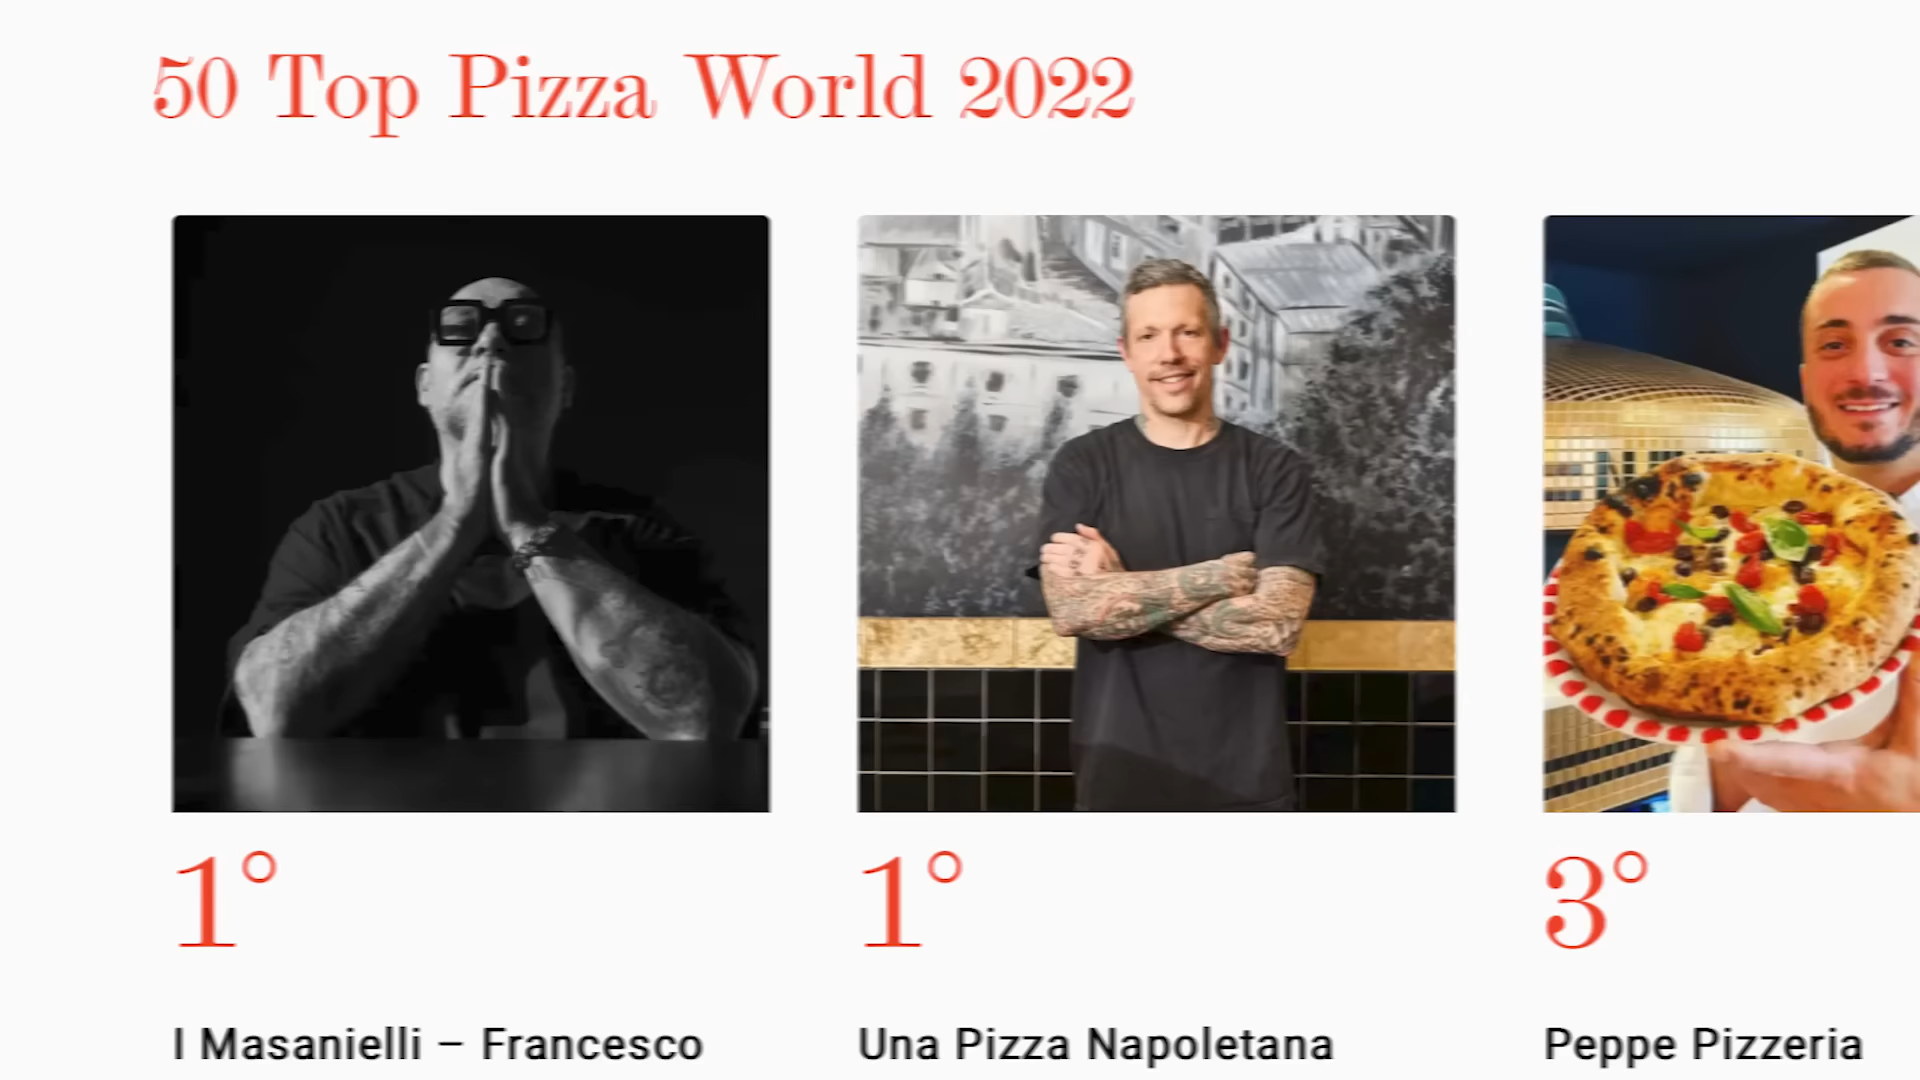 50 Top Pizza World 2022
1°
1°
3°
I Masanielli – Francesco
Una Pizza Napoletana
Peppe Pizzeria